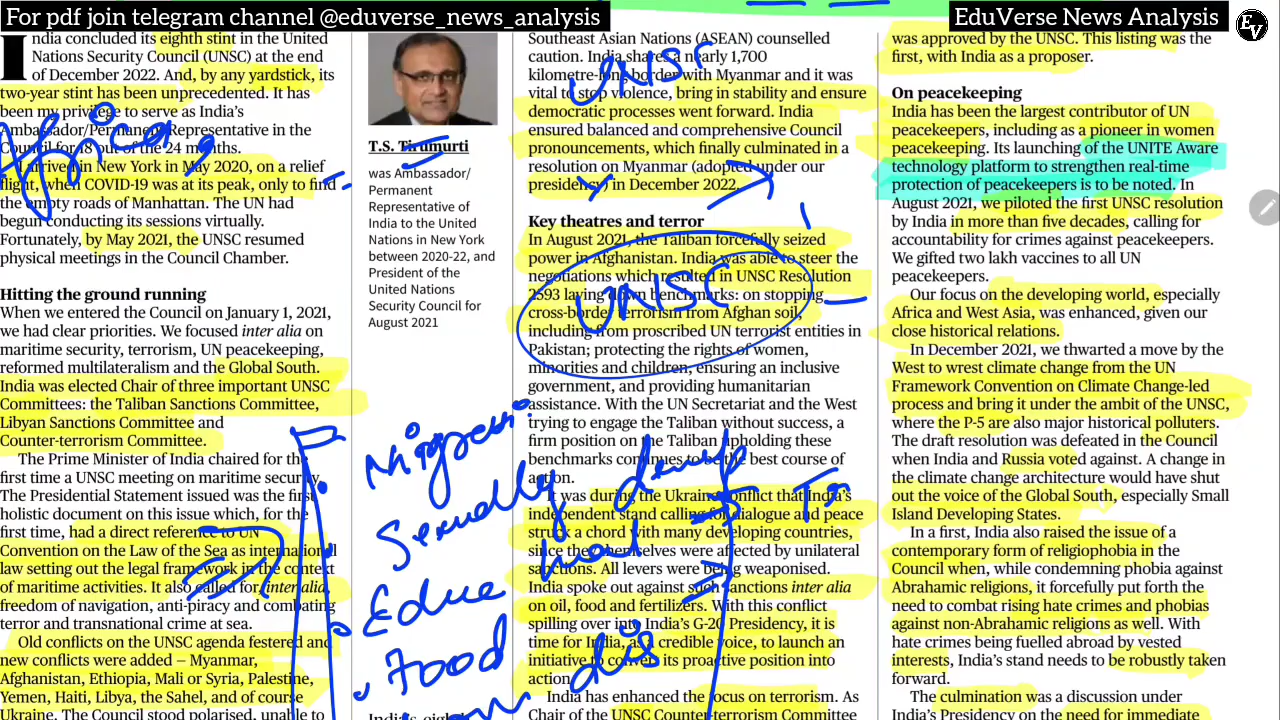 For pdf join telegram channel @eduverse_news_analysis
EduVerse News Analysis
EV
India concluded its eighth stint in the
United Nations Security Council (UNSC) at the end
of December 2022. And, by any yardstick, its
two-year stint has been unprecedented. It has
been my privilege to serve as India's
Ambassador/Permanent Representative in the
Council for 18 out of the 24 months.
I arrived in New York in May 2020, on a relief
flight, when COVID-19 was at its peak, only to find
the empty roads of Manhattan. The UN had
begun conducting its sessions virtually.
Fortunately, by May 2021, the UNSC resumed
physical meetings in the Council Chamber.
Hitting the ground running
When we entered the Council on January 1, 2021,
we had clear priorities. We focused inter alia on
maritime security, terrorism, UN peacekeeping,
reformed multilateralism and the Global South.
India was elected Chair of three important UNSC
Committees: the Taliban Sanctions Committee,
Libyan Sanctions Committee and
Counter-terrorism Committee.
The Prime Minister of India chaired for the
first time a UNSC meeting on maritime security.
The Presidential Statement issued was the first
holistic document on this issue which, for the
first time, had a direct reference to UN
Convention on the Law of the Sea as international
law setting out the legal framework in the context
of maritime activities. It also called for inter alia,
freedom of navigation, anti-piracy and combating
terror and transnational crime at sea.
Old conflicts on the UNSC agenda festered and
new conflicts were added – Myanmar,
Afghanistan, Ethiopia, Mali or Syria, Palestine,
Yemen, Haiti, Libya, the Sahel, and of course
Ukraine. The Council stood polarised, unable to
Africa
T.S. Tirumurti
was Ambassador/
Permanent
Representative of
India to the United
Nations in New York
between 2020-22, and
President of the
United Nations
Security Council for
August 2021
Educ
Food
India's eighth
Southeast Asian Nations (ASEAN) counselled
caution. India shares a nearly 1,700
kilometre-long border with Myanmar and it was
vital to stop violence, bring in stability and ensure
democratic processes went forward. India
ensured balanced and comprehensive Council
pronouncements, which finally culminated in a
resolution on Myanmar (adopted under our
presidency) in December 2022.
UNSC
Key theatres and terror
In August 2021, the Taliban forcefully seized
power in Afghanistan. India was able to steer the
negotiations which resulted in UNSC Resolution
2593 laying down benchmarks: on stopping
cross-border terrorism from Afghan soil,
including from proscribed UN terrorist entities in
Pakistan; protecting the rights of women,
minorities and children, ensuring an inclusive
government, and providing humanitarian
assistance. With the UN Secretariat and the West
trying to engage the Taliban without success, a
firm position on the Taliban upholding these
benchmarks continues to be the best course of
action.
It was during the Ukraine conflict that India's
independent stand calling for dialogue and peace
struck a chord with many developing countries,
since they themselves were affected by unilateral
sanctions. All levers were being weaponised.
India spoke out against such sanctions inter alia
on oil, food and fertilizers. With this conflict
spilling over into India's G-20 Presidency, it is
time for India, as a credible voice, to launch an
initiative to convert its proactive position into
action.
India has enhanced the focus on terrorism. As
Chair of the UNSC Counter-terrorism Committee
UNSC
was approved by the UNSC. This listing was the
first, with India as a proposer.
On peacekeeping
India has been the largest contributor of UN
peacekeepers, including as a pioneer in women
peacekeeping. Its launching of the UNITE Aware
technology platform to strengthen real-time
protection of peacekeepers is to be noted. In
August 2021, we piloted the first UNSC resolution
by India in more than five decades, calling for
accountability for crimes against peacekeepers.
We gifted two lakh vaccines to all UN
peacekeepers.
Our focus on the developing world, especially
Africa and West Asia, was enhanced, given our
close historical relations.
In December 2021, we thwarted a move by the
West to wrest climate change from the UN
Framework Convention on Climate Change-led
process and bring it under the ambit of the UNSC,
where the P-5 are also major historical polluters.
The draft resolution was defeated in the Council
when India and Russia voted against. A change in
the climate change architecture would have shut
out the voice of the Global South, especially Small
Island Developing States.
In a first, India also raised the issue of a
contemporary form of religiophobia in the
Council when, while condemning phobia against
Abrahamic religions, it forcefully put forth the
need to combat rising hate crimes and phobias
against non-Abrahamic religions as well. With
hate crimes being fuelled abroad by vested
interests, India's stand needs to be robustly taken
forward.
The culmination was a discussion under
India's Presidency on the need for immediate